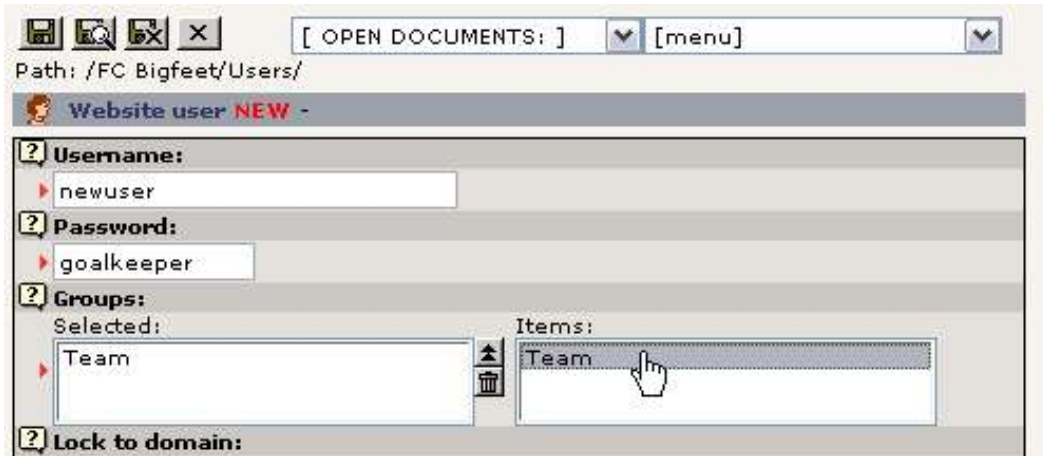 [ OPEN DOCUMENTS: ] [menu]
Path: /FC Bigfeet/Users/
Website user NEW -
? Username:
newuser
? Password:
goalkeeper
? Groups:
Selected: Items:
Team Team
? Lock to domain: